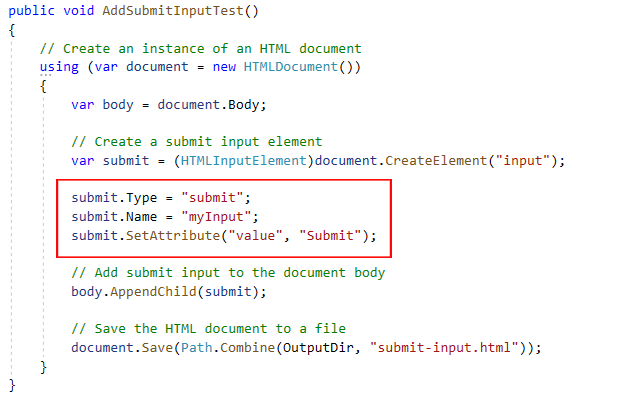 public void AddSubmitInputTest()
{
// Create an instance of an HTML document
using (var document = new HTMLDocument())
{
var body = document.Body;
// Create a submit input element
var submit = (HTMLInputElement)document.CreateElement("input");
submit.Type = "submit";
submit.Name = "myInput";
submit.SetAttribute("value", "Submit");
// Add submit input to the document body
body.AppendChild(submit);
// Save the HTML document to a file
document.Save(Path.Combine(OutputDir, "submit-input.html"));
}
}